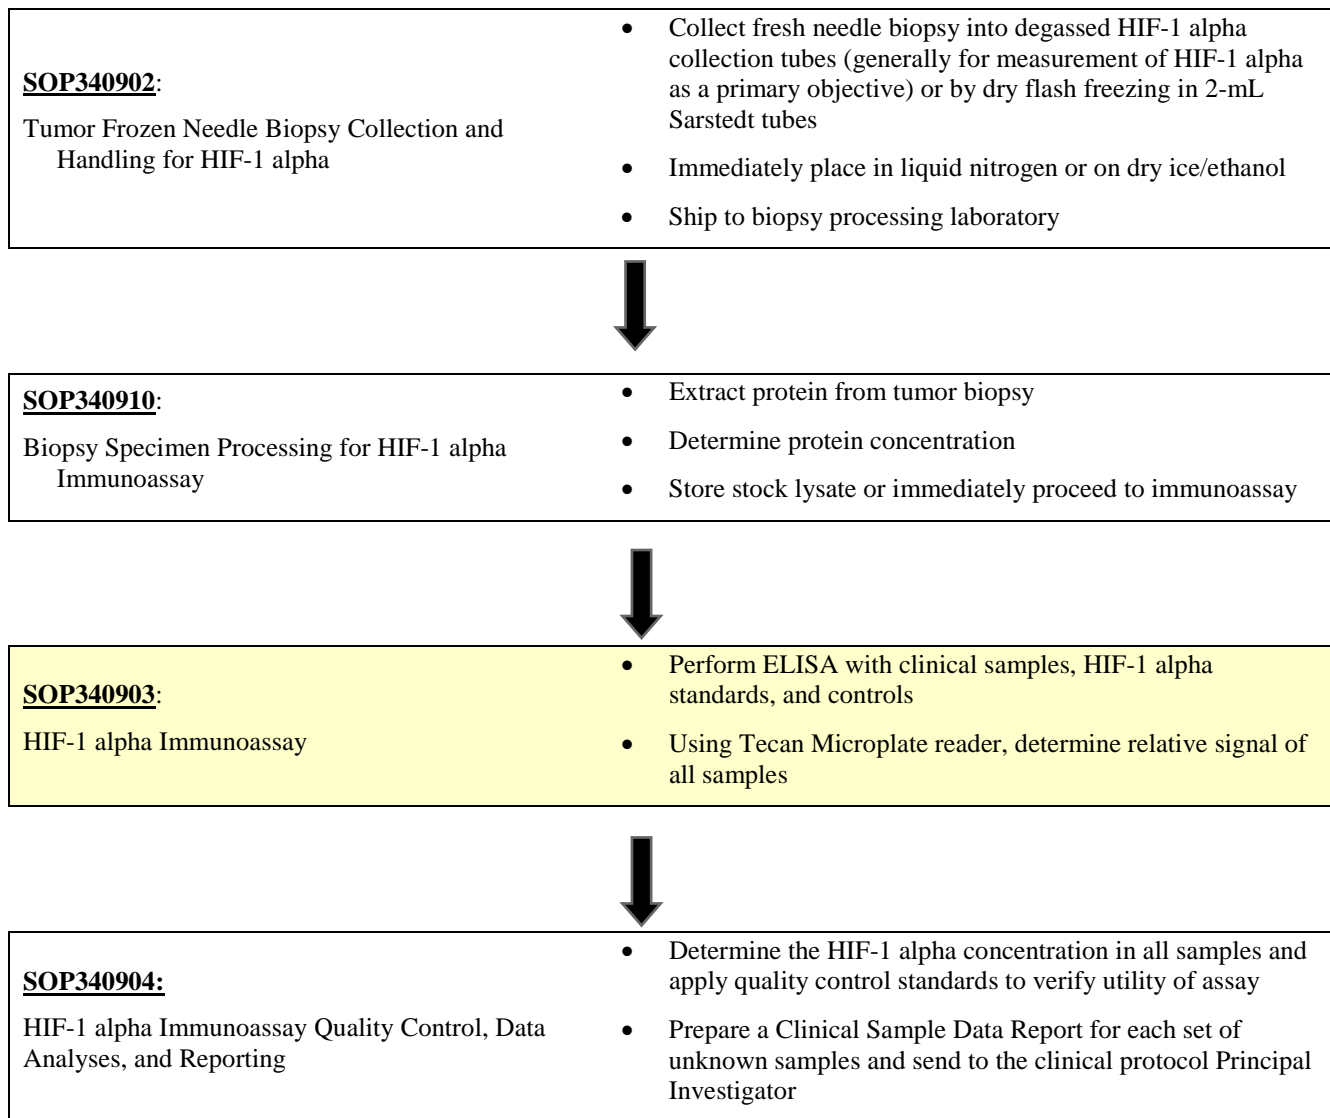 SOP340902:
Tumor Frozen Needle Biopsy Collection and
Handling for HIF-1 alpha
• Collect fresh needle biopsy into degassed HIF-1 alpha
collection tubes (generally for measurement of HIF-1 alpha
as a primary objective) or by dry flash freezing in 2-mL
Sarstedt tubes
• Immediately place in liquid nitrogen or on dry ice/ethanol
• Ship to biopsy processing laboratory
SOP340910:
Biopsy Specimen Processing for HIF-1 alpha
Immunoassay
• Extract protein from tumor biopsy
• Determine protein concentration
• Store stock lysate or immediately proceed to immunoassay
SOP340903:
HIF-1 alpha Immunoassay
• Perform ELISA with clinical samples, HIF-1 alpha
standards, and controls
• Using Tecan Microplate reader, determine relative signal of
all samples
SOP340904:
HIF-1 alpha Immunoassay Quality Control, Data
Analyses, and Reporting
• Determine the HIF-1 alpha concentration in all samples and
apply quality control standards to verify utility of assay
• Prepare a Clinical Sample Data Report for each set of
unknown samples and send to the clinical protocol Principal
Investigator